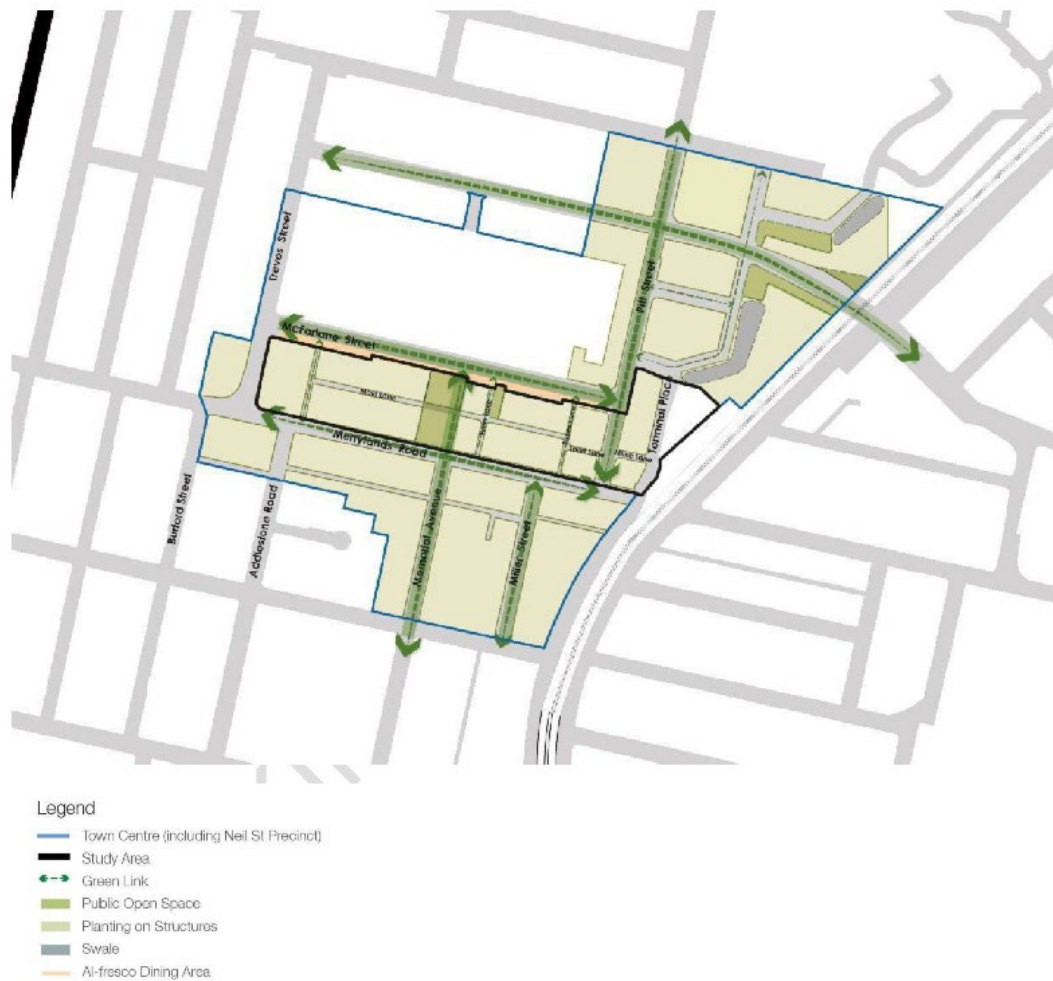 Treves Street
Pitt Street
McFarlane Street
Main Lane
Terminal Place
Merrylands Road
Burford Street
Addlestone Road
Memorial Avenue
Miller Street
Legend
Town Centre (including Neil St Precinct)
Study Area
Green Link
Public Open Space
Planting on Structures
Swale
Al-fresco Dining Area